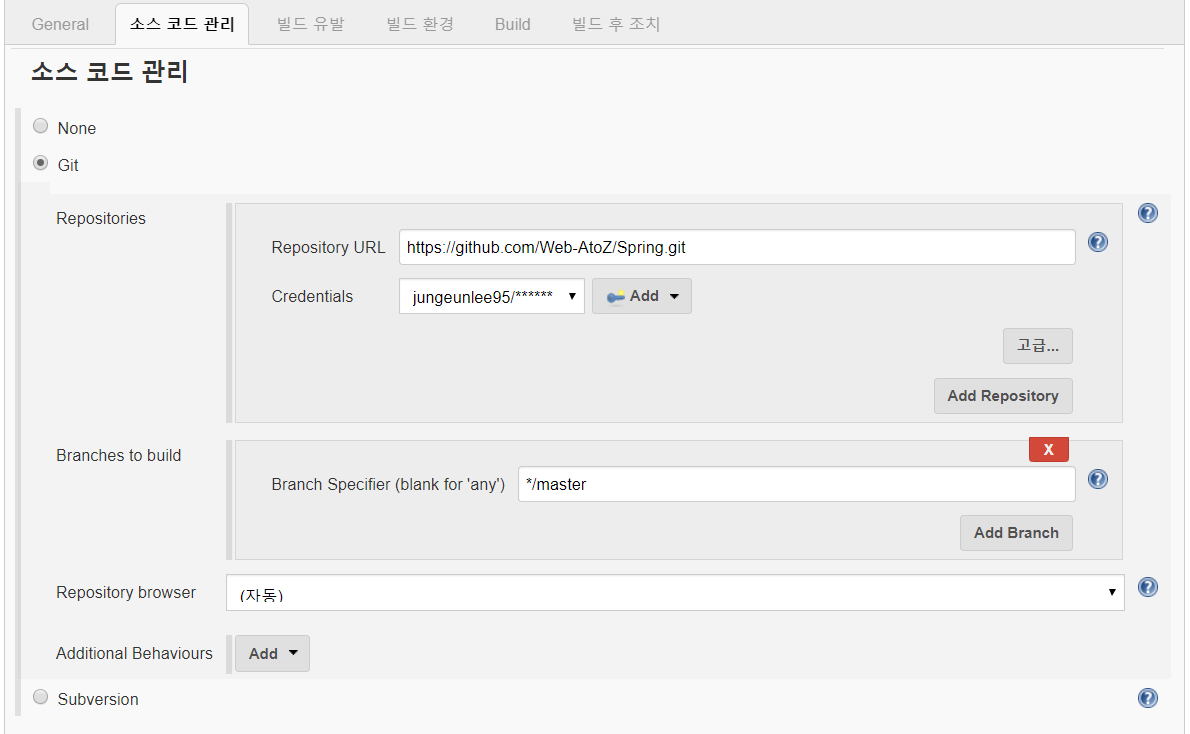 General 소스 코드 관리 빌드 유발 빌드 환경 Build 빌드 후 조치
소스 코드 관리
None
Git
Repositories
Repository URL https://github.com/Web-AtoZ/Spring.git
Credentials jungeunlee95/****** Add
고급...
Add Repository
Branches to build
X
Branch Specifier (blank for 'any') */master
Add Branch
Repository browser (자동)
Additional Behaviours Add
Subversion